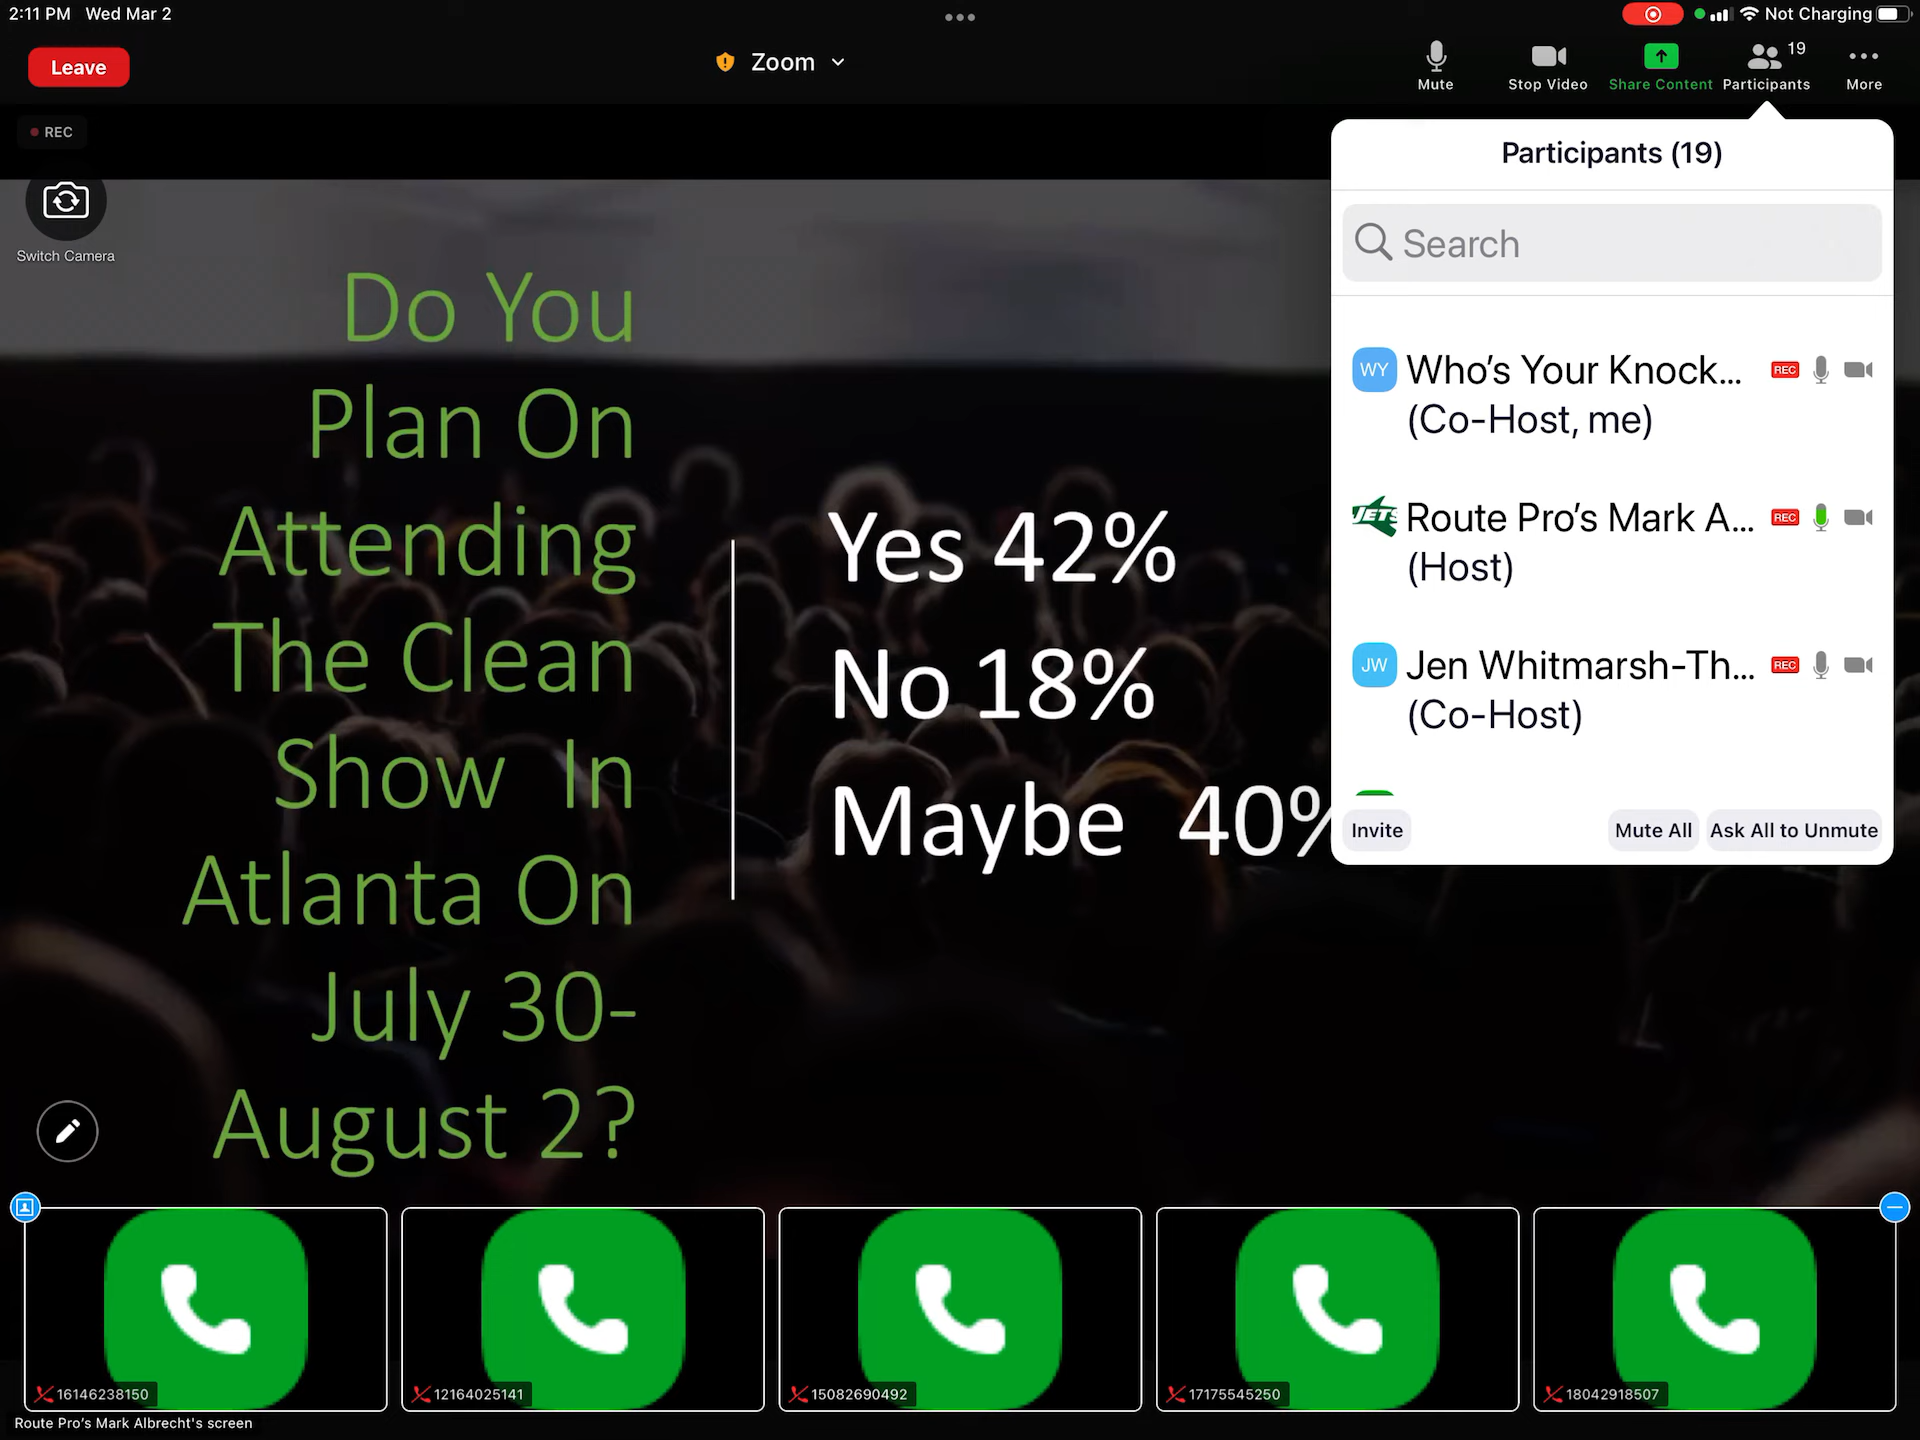 2:11 PM Wed Mar 2
Not Charging
Leave
Zoom
Mute
Stop Video
Share Content
Participants
19
More
REC
Switch Camera
Participants (19)
Search
WY
Who's Your Knock...
(Co-Host, me)
REC
JETS
Route Pro's Mark A...
(Host)
REC
JW
Jen Whitmarsh-Th...
(Co-Host)
REC
Invite
Mute All
Ask All to Unmute
Do You
Plan On
Attending
The Clean
Show In
Atlanta On
July 30-
August 2?
Yes 42%
No 18%
Maybe 40%
16146238150
12164025141
15082690492
17175545250
18042918507
Route Pro's Mark Albrecht's screen